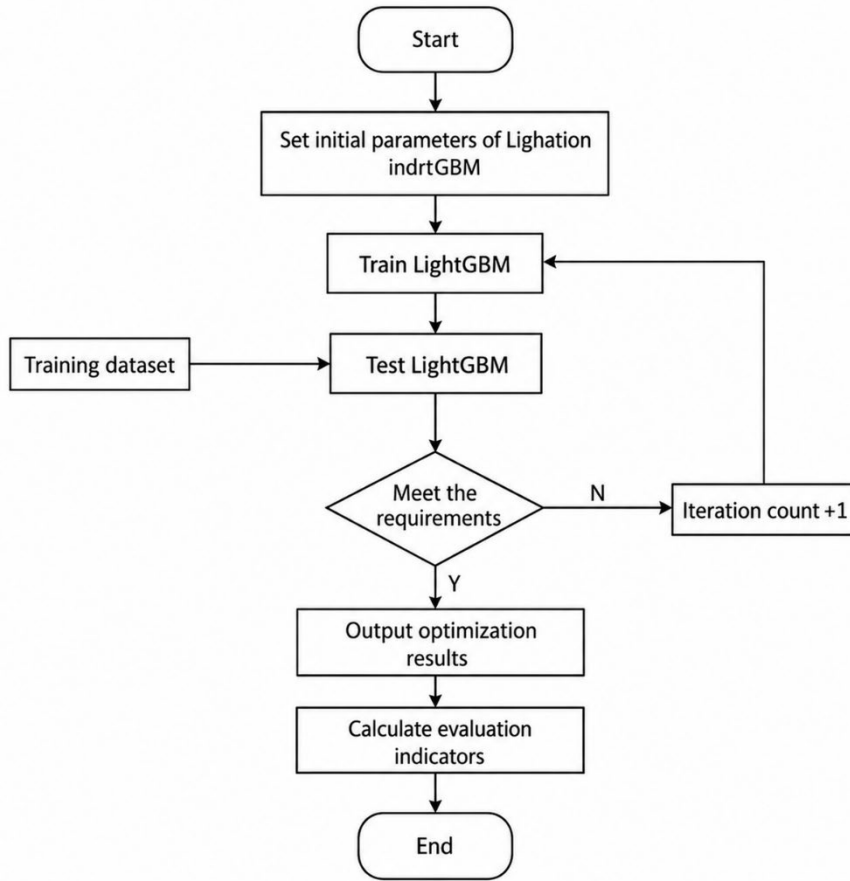 Start
Set initial parameters of Lighation
indrtGBM
Train LightGBM
Training dataset
Test LightGBM
Meet the
requirements
N
Iteration count +1
Y
Output optimization
results
Calculate evaluation
indicators
End